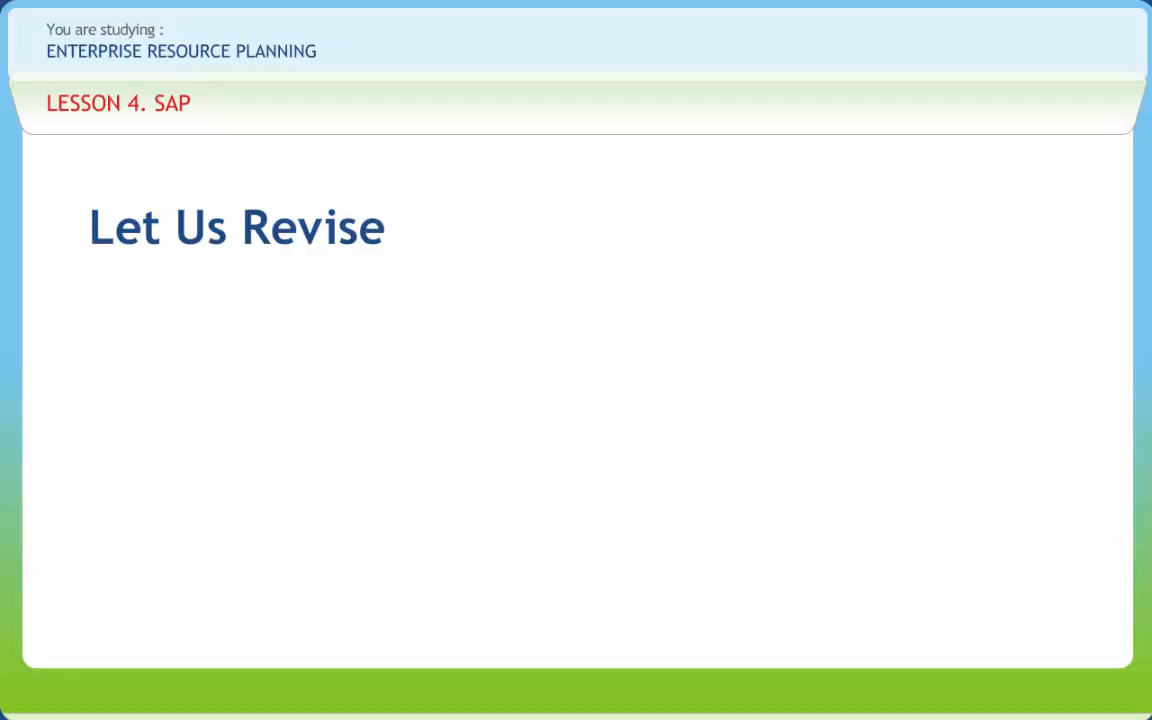 You are studying :
ENTERPRISE RESOURCE PLANNING
LESSON 4. SAP
Let Us Revise